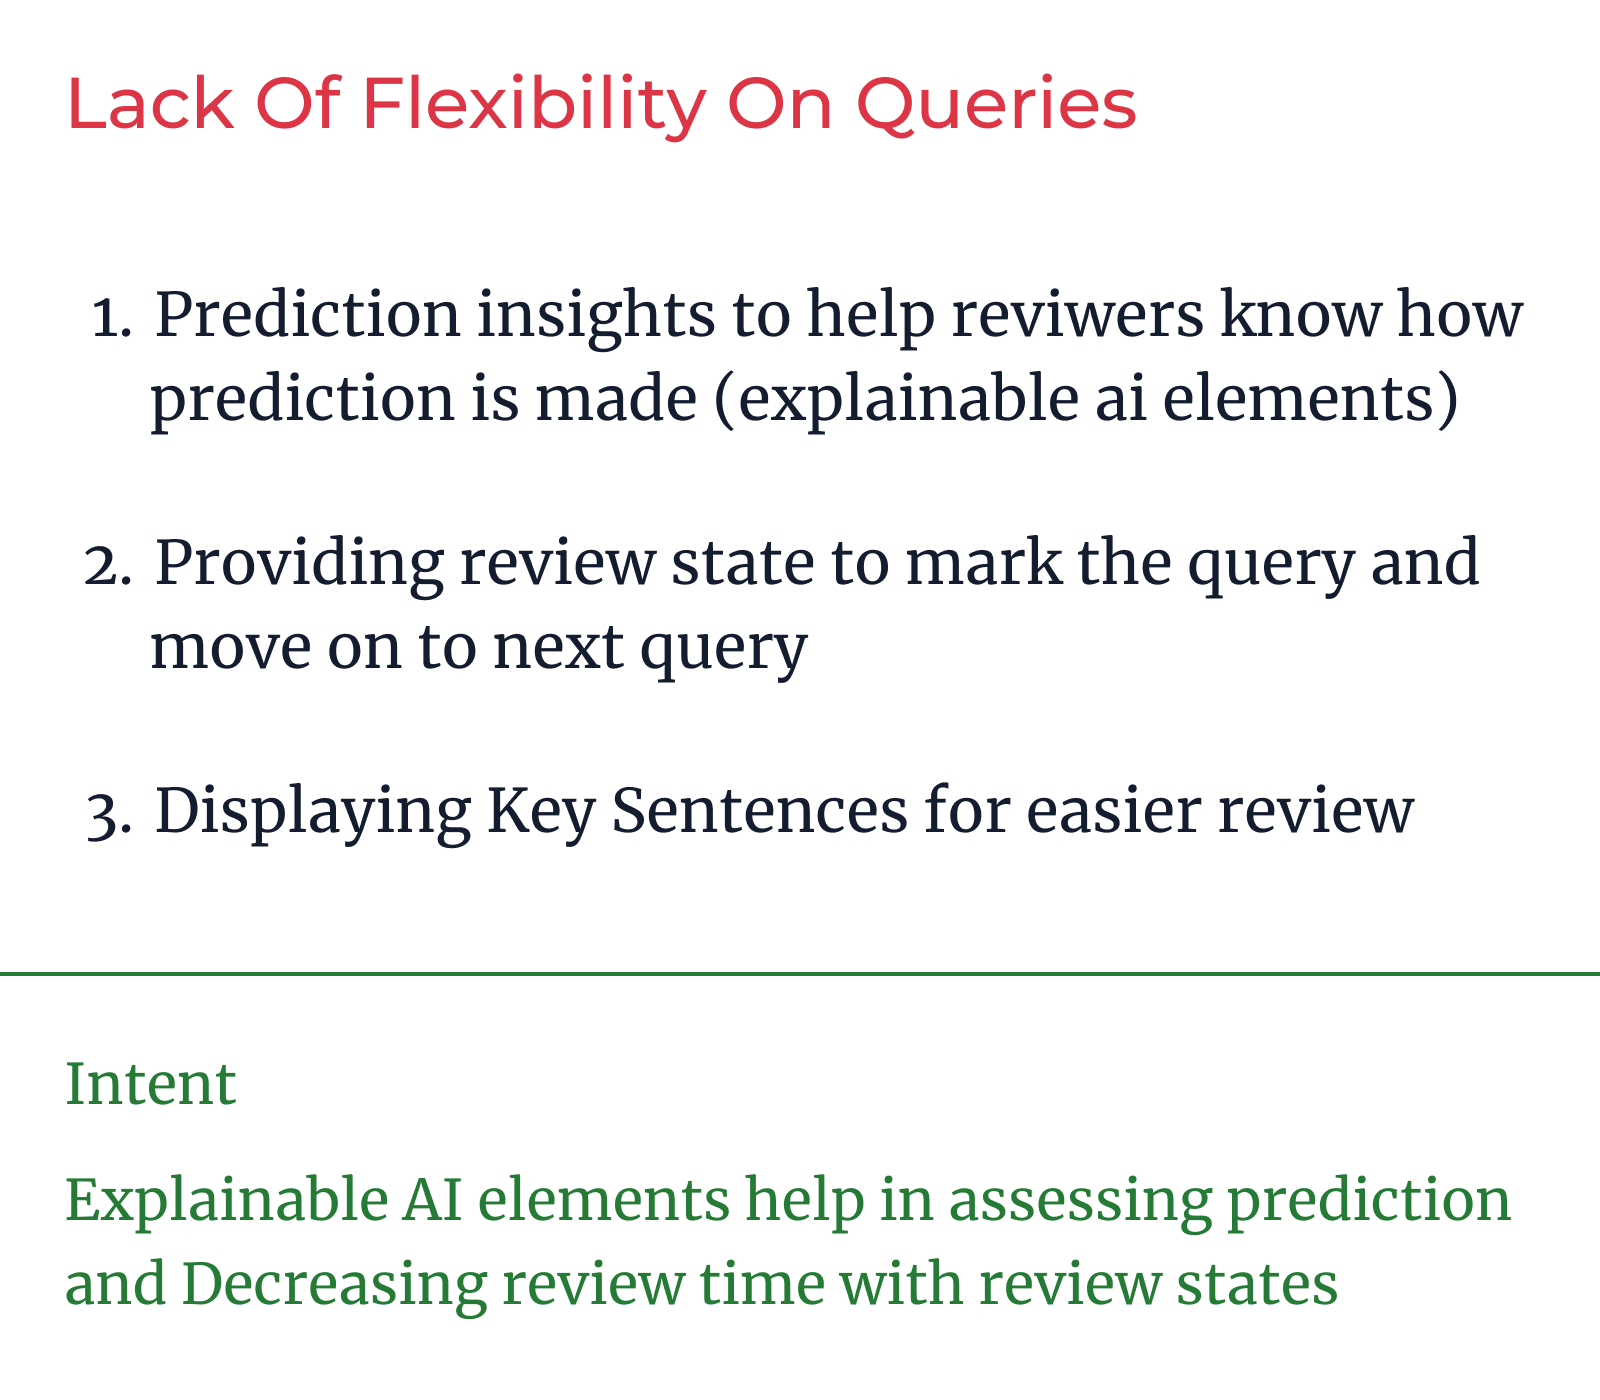 Lack Of Flexibility On Queries
1. Prediction insights to help reviwers know how
prediction is made (explainable ai elements)
2. Providing review state to mark the query and
move on to next query
3. Displaying Key Sentences for easier review
Intent
Explainable AI elements help in assessing prediction
and Decreasing review time with review states